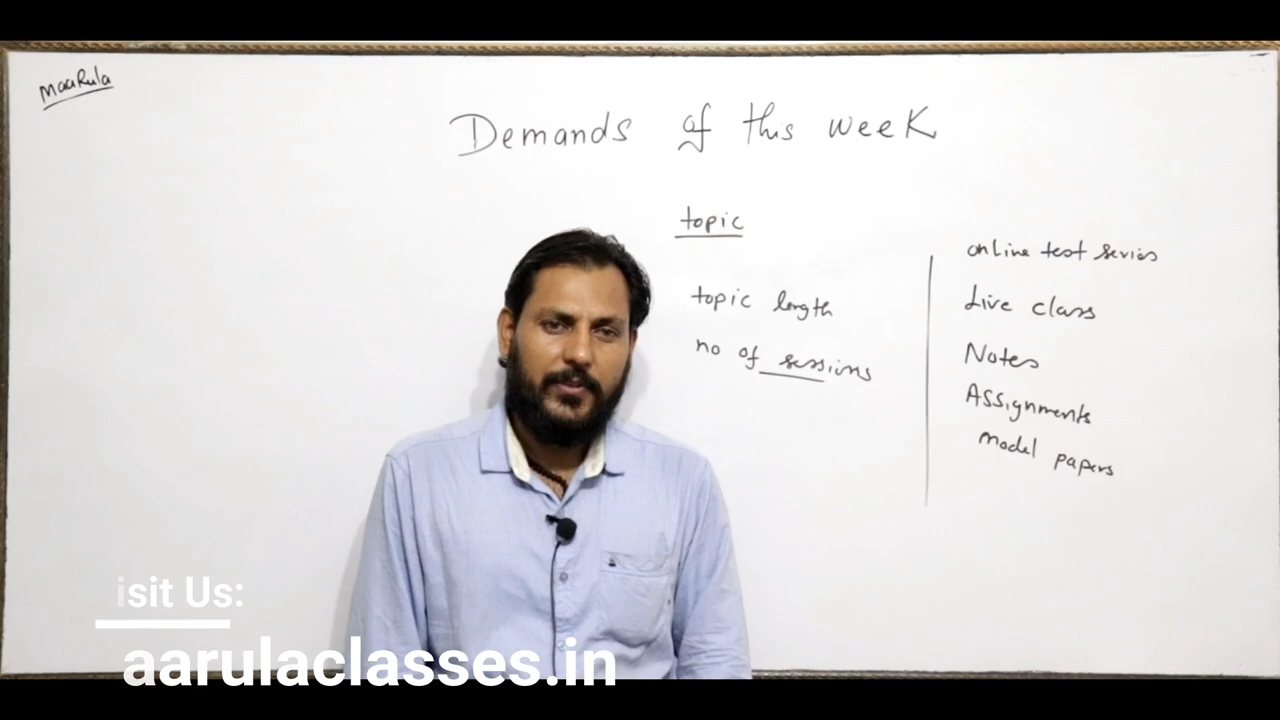 MaaRula
Demands of this week
topic
topic length
no of sessions
online test series
Live class
Notes
Assignments
Model papers
isit Us:
aarulaclasses.in